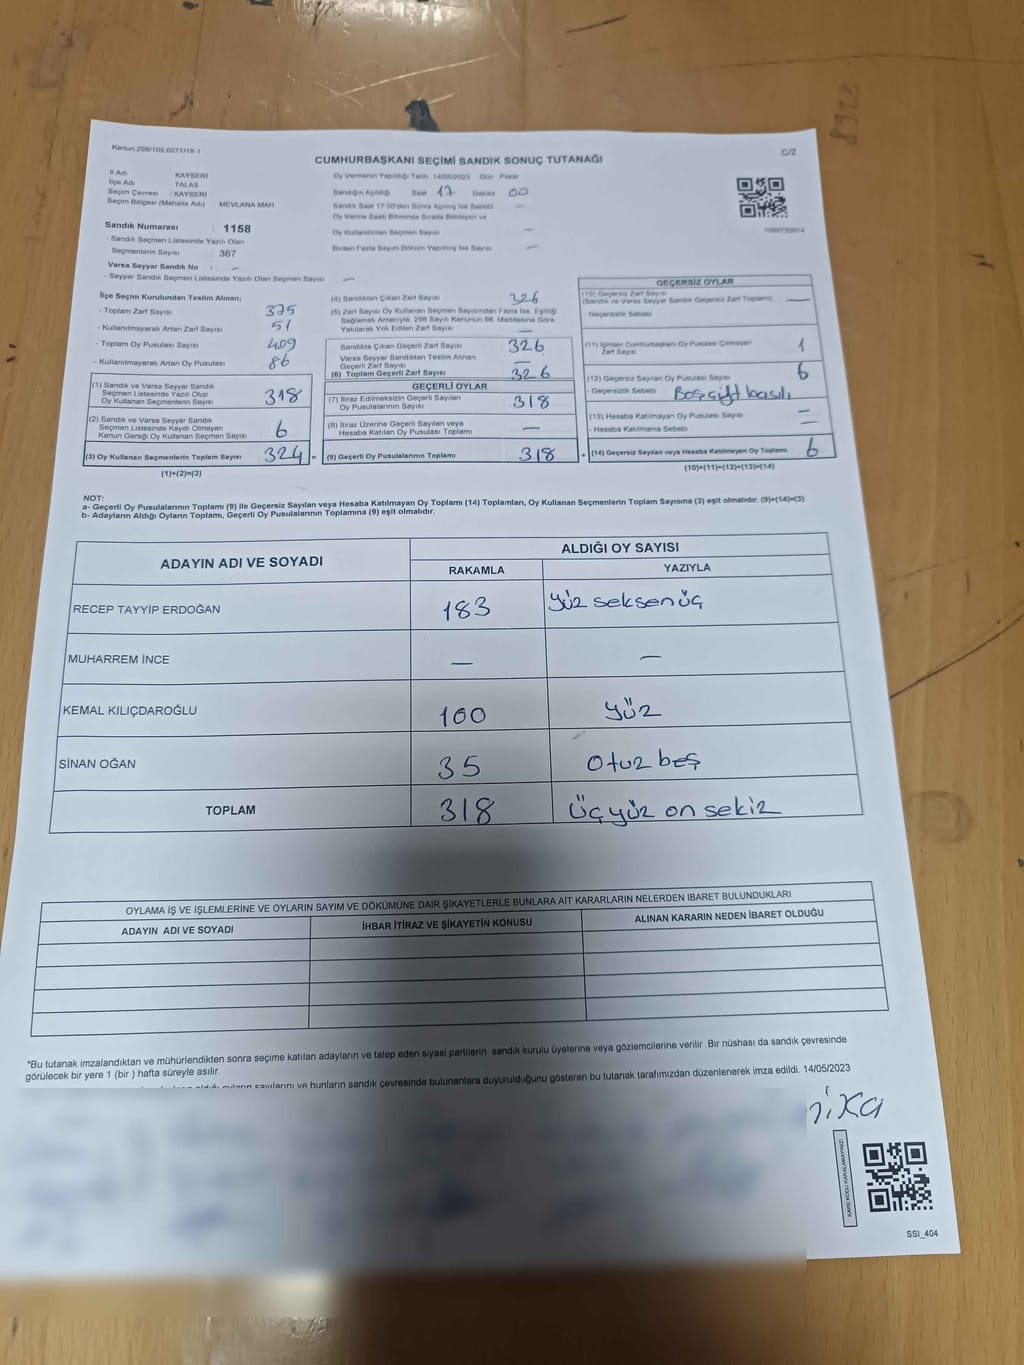 Kanun:298/105,6271/18-1
C/2
CUMHURBAŞKANI SEÇİMİ SANDIK SONUÇ TUTANAĞI
İl Adı KAYSERİ
İlçe Adı TALAS
Seçim Çevresi : KAYSERİ
Seçim Bölgesi (Mahalle Adı) MEVLANA MAH
Sandık Numarası : 1158
- Sandık Seçmen Listesinde Yazılı Olan
Seçmenlerin Sayısı : 367
Varsa Seyyar Sandık No : —
- Seyyar Sandık Seçmen Listesinde Yazılı Olan Seçmen Sayısı : —
Oy Vermenin Yapıldığı Tarih 14/05/2023 Gün Pazar
Sandığın Açıldığı Saat 17 Dakika 00
Sandık Saat 17.00'den Sonra Açılmış İse Sebebi —
Oy Verme Saati Bitiminde Sırada Bekleyen ve
Oy Kullandırılan Seçmen Sayısı —
Birden Fazla Sayım Döküm Yapılmış İse Sayısı —
İlçe Seçim Kurulundan Teslim Alınan;
- Toplam Zarf Sayısı 375
- Kullanılmayarak Artan Zarf Sayısı 51
- Toplam Oy Pusulası Sayısı 409
- Kullanılmayarak Artan Oy Pusulası 86
(1) Sandık ve Varsa Seyyar Sandık
Seçmen Listesinde Yazılı Olup
Oy Kullanan Seçmenlerin Sayısı 318
(2) Sandık ve Varsa Seyyar Sandık
Seçmen Listesinde Kayıtlı Olmayan
Kanun Gereği Oy Kullanan Seçmen Sayısı 6
(3) Oy Kullanan Seçmenlerin Toplam Sayısı 324 =
(1)+(2)=(3)
(4) Sandıktan Çıkan Zarf Sayısı 326
(5) Zarf Sayısı Oy Kullanan Seçmen Sayısından Fazla İse, Eşitliği
Sağlamak Amacıyla, 298 Sayılı Kanunun 98. Maddesine Göre
Yakılarak Yok Edilen Zarf Sayısı —
Sandıkta Çıkan Geçerli Zarf Sayısı 326
Varsa Seyyar Sandıktan Teslim Alınan
Geçerli Zarf Sayısı —
(6) Toplam Geçerli Zarf Sayısı 326
GEÇERLİ OYLAR
(7) İtiraz Edilmeksizin Geçerli Sayılan
Oy Pusulalarının Sayısı 318
(8) İtiraz Üzerine Geçerli Sayılan veya
Hesaba Katılan Oy Pusulası Toplamı —
(9) Geçerli Oy Pusulalarının Toplamı 318 +
GEÇERSİZ OYLAR
(10) Geçersiz Zarf Sayısı
(Sandık ve Varsa Seyyar Sandık Geçersiz Zarf Toplamı) —
- Geçersizlik Sebebi
(11) İçinden Cumhurbaşkanı Oy Pusulası Çıkmayan
Zarf Sayısı 1
(12) Geçersiz Sayılan Oy Pusulası Sayısı 6
- Geçersizlik Sebebi Boş çift basılı
(13) Hesaba Katılmayan Oy Pusulası Sayısı —
- Hesaba Katılmama Sebebi —
(14) Geçersiz Sayılan veya Hesaba Katılmayan Oy Toplamı 6
(10)+(11)+(12)+(13)=(14)
NOT:
a- Geçerli Oy Pusulalarının Toplamı (9) ile Geçersiz Sayılan veya Hesaba Katılmayan Oy Toplamı (14) Toplamları, Oy Kullanan Seçmenlerin Toplam Sayısına (3) eşit olmalıdır. (9)+(14)=(3)
b- Adayların Aldığı Oyların Toplamı, Geçerli Oy Pusulalarının Toplamına (9) eşit olmalıdır.
ADAYIN ADI VE SOYADI ALDIĞI OY SAYISI
RAKAMLA YAZIYLA
RECEP TAYYİP ERDOĞAN 183 yüz seksen üç
MUHARREM İNCE — —
KEMAL KILIÇDAROĞLU 100 yüz
SİNAN OĞAN 35 Otuz beş
TOPLAM 318 üç yüz on sekiz
OYLAMA İŞ VE İŞLEMLERİNE VE OYLARIN SAYIM VE DÖKÜMÜNE DAİR ŞİKAYETLERLE BUNLARA AİT KARARLARIN NELERDEN İBARET BULUNDUKLARI
ADAYIN ADI VE SOYADI İHBAR İTİRAZ VE ŞİKAYETİN KONUSU ALINAN KARARIN NEDEN İBARET OLDUĞU
*Bu tutanak imzalandıktan ve mühürlendikten sonra seçime katılan adayların ve talep eden siyasi partilerin sandık kurulu üyelerine veya gözlemcilerine verilir .Bir nüshası da sandık çevresinde
görülecek bir yere 1 (bir ) hafta süreyle asılır.
sayılarını ve bunların sandık çevresinde bulunanlara duyurulduğunu gösteren bu tutanak tarafımızdan düzenlenerek imza edildi. 14/05/2023
KARE KODU KARALAMAYINIZ!
SSI_404